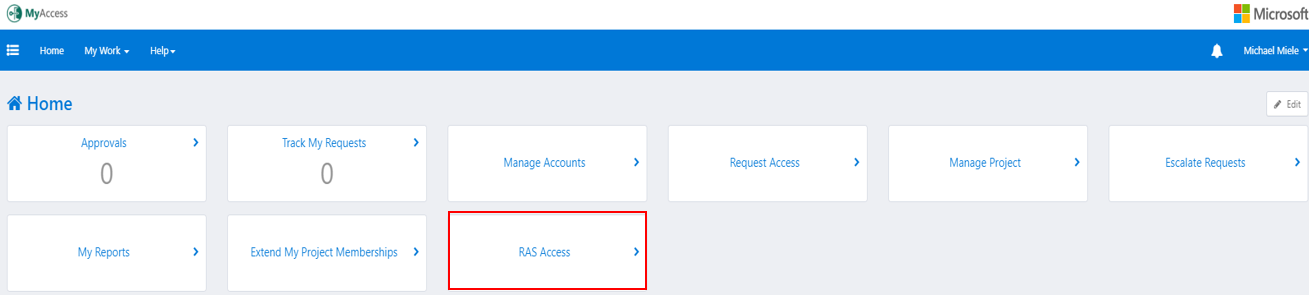 MyAccess
Microsoft
Home My Work Help Michael Miele
Home
Edit
Approvals Track My Requests Manage Accounts Request Access Manage Project Escalate Requests
0 0
My Reports Extend My Project Memberships RAS Access